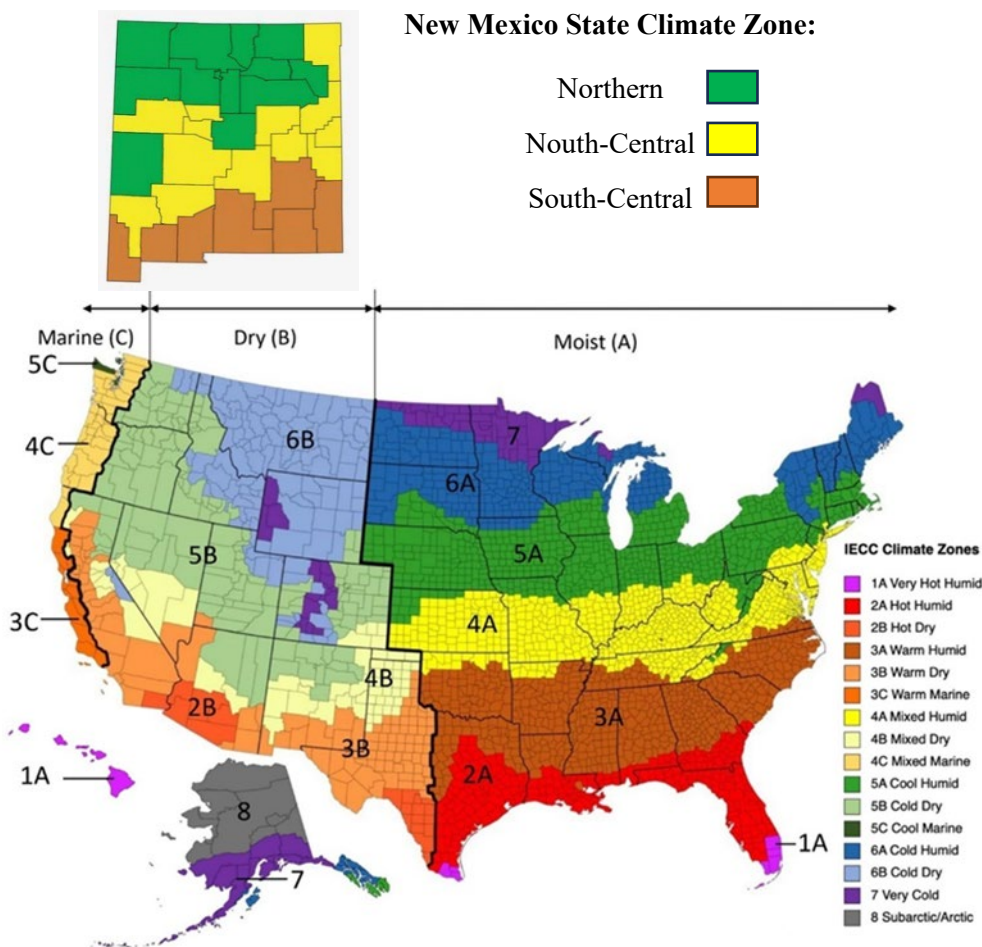 New Mexico State Climate Zone:
Northern
Nouth-Central
South-Central
Marine (C)
Dry (B)
Moist (A)
5C
4C
3C
6B
5B
4B
2B
3B
7
6A
5A
4A
3A
2A
1A
1A
8
7
IECC Climate Zones
1A Very Hot Humid
2A Hot Humid
2B Hot Dry
3A Warm Humid
3B Warm Dry
3C Warm Marine
4A Mixed Humid
4B Mixed Dry
4C Mixed Marine
5A Cool Humid
5B Cold Dry
5C Cool Marine
6A Cold Humid
6B Cold Dry
7 Very Cold
8 Subarctic/Arctic